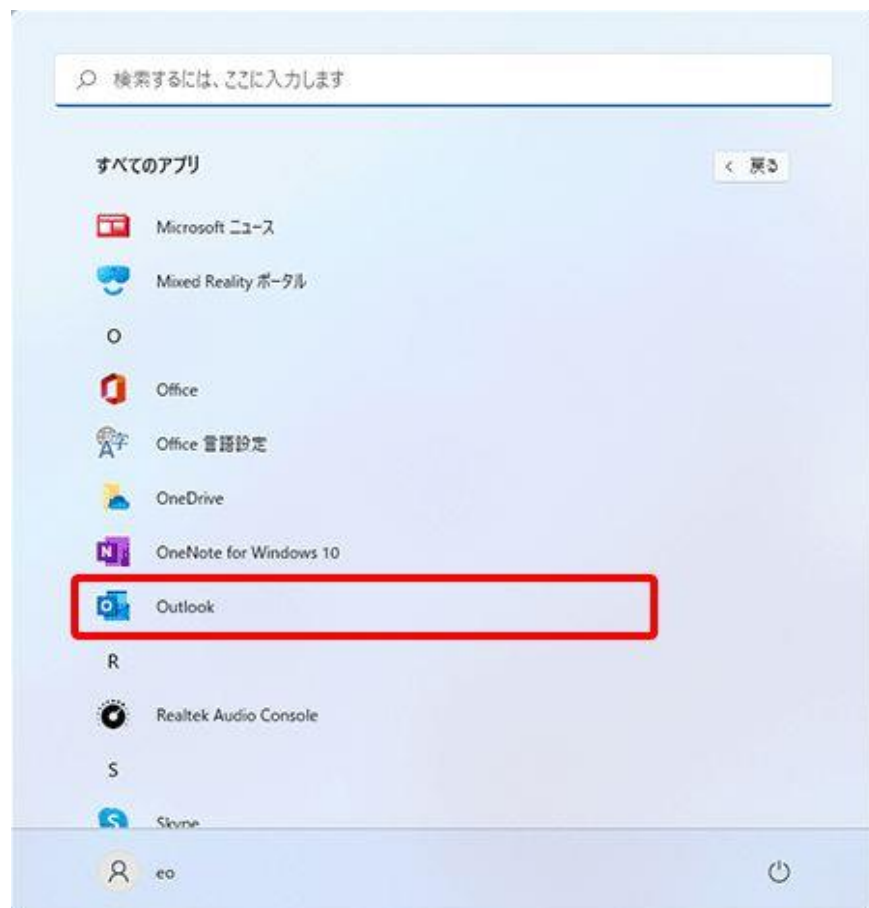 検索するには、ここに入力します
すべてのアプリ
< 戻る
Microsoft ニュース
Mixed Reality ポータル
O
Office
Office 言語設定
OneDrive
OneNote for Windows 10
Outlook
R
Realtek Audio Console
S
Skype
eo